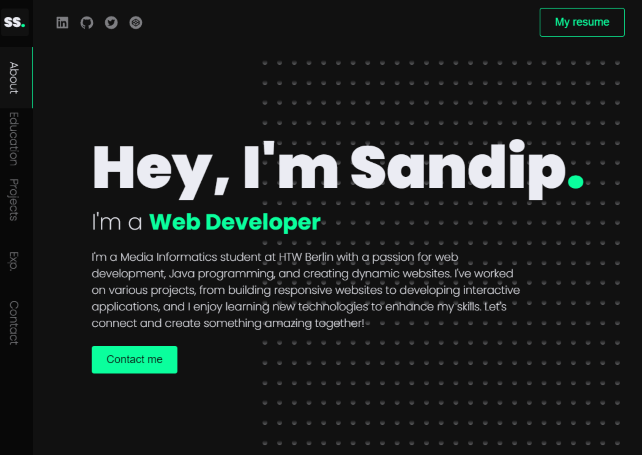 ss.
My resume
About
Education
Projects
Exp.
Contact
Hey, I'm Sandip.
I'm a Web Developer
I'm a Media Informatics student at HTW Berlin with a passion for web
development, Java programming, and creating dynamic websites. I've worked
on various projects, from building responsive websites to developing interactive
applications, and I enjoy learning new technologies to enhance my skills. Let's
connect and create something amazing together!
Contact me